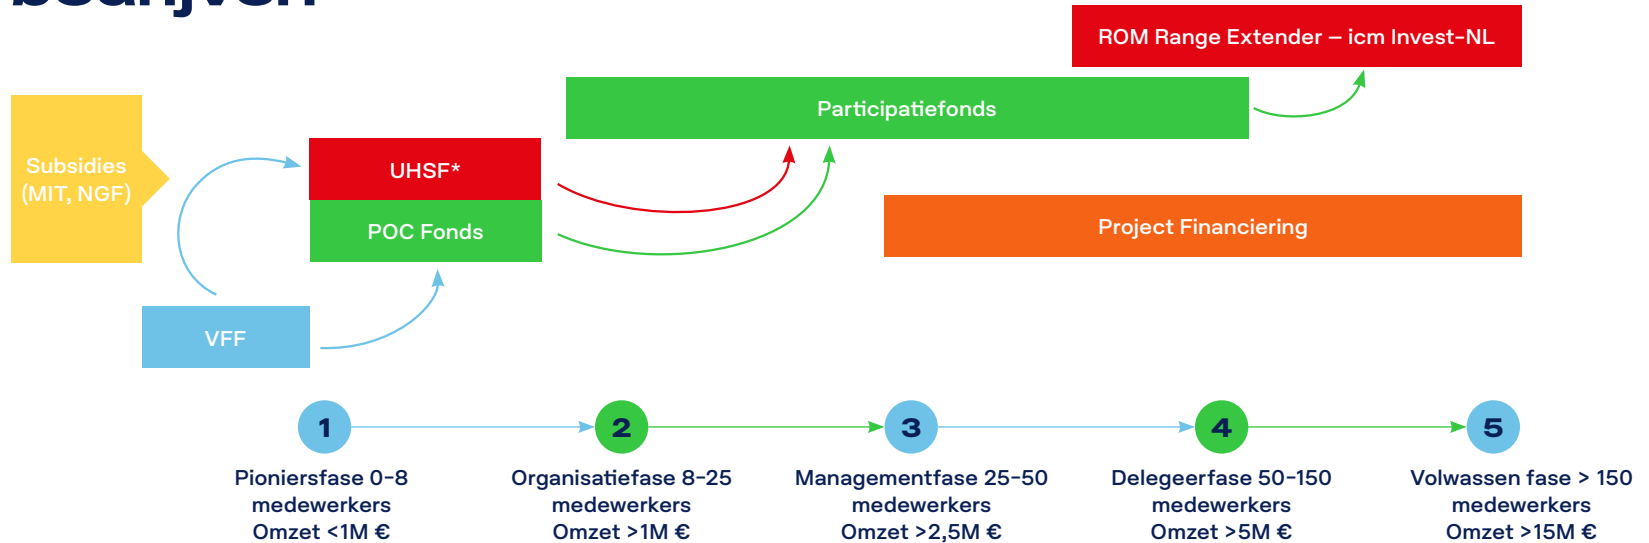 bedrijven
ROM Range Extender – icm Invest-NL
Participatiefonds
Subsidies
(MIT, NGF)
UHSF*
POC Fonds
Project Financiering
VFF
1
2
3
4
5
Pioniersfase 0-8
medewerkers
Omzet <1M €
Organisatiefase 8-25
medewerkers
Omzet >1M €
Managementfase 25-50
medewerkers
Omzet >2,5M €
Delegeerfase 50-150
medewerkers
Omzet >5M €
Volwassen fase > 150
medewerkers
Omzet >15M €